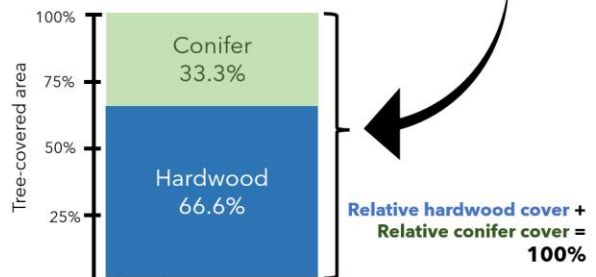 100%
75%
50%
25%
Tree-covered area
Conifer
33.3%
Hardwood
66.6%
Relative hardwood cover +
Relative conifer cover =
100%